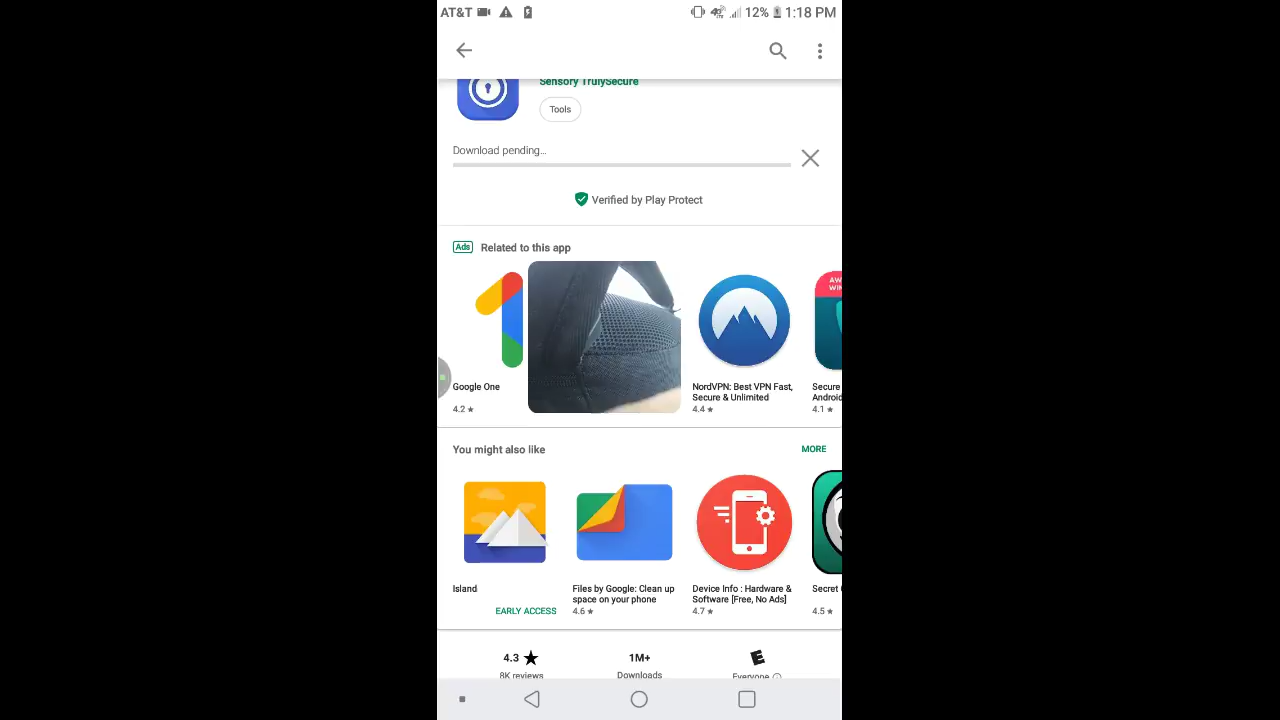 AT&T 12% 1:18 PM
Sensory TrulySecure
Tools
Download pending...
Verified by Play Protect
Ads Related to this app
AW
WIN
Google One
4.2 ★
NordVPN: Best VPN Fast,
Secure & Unlimited
4.4 ★
Secure
Android
4.1 ★
You might also like MORE
Island
EARLY ACCESS
Files by Google: Clean up
space on your phone
4.6 ★
Device Info : Hardware &
Software [Free, No Ads]
4.7 ★
Secret
4.5 ★
4.3 ★ 1M+ E
8K reviews Downloads Everyone